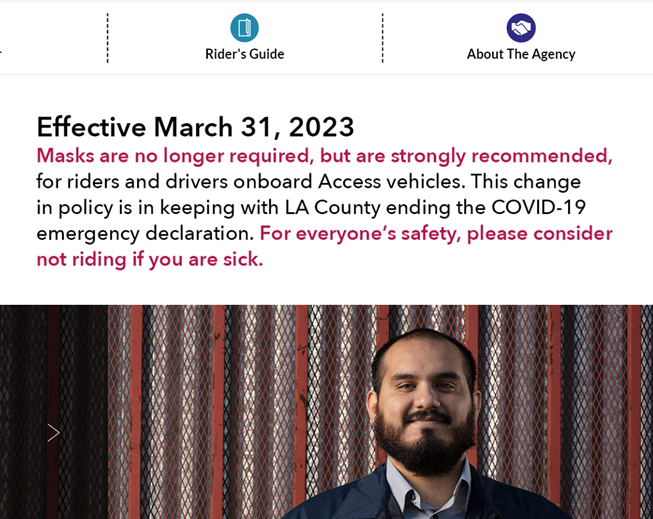 Rider's Guide
About The Agency
Effective March 31, 2023
Masks are no longer required, but are strongly recommended,
for riders and drivers onboard Access vehicles. This change
in policy is in keeping with LA County ending the COVID-19
emergency declaration. For everyone’s safety, please consider
not riding if you are sick.